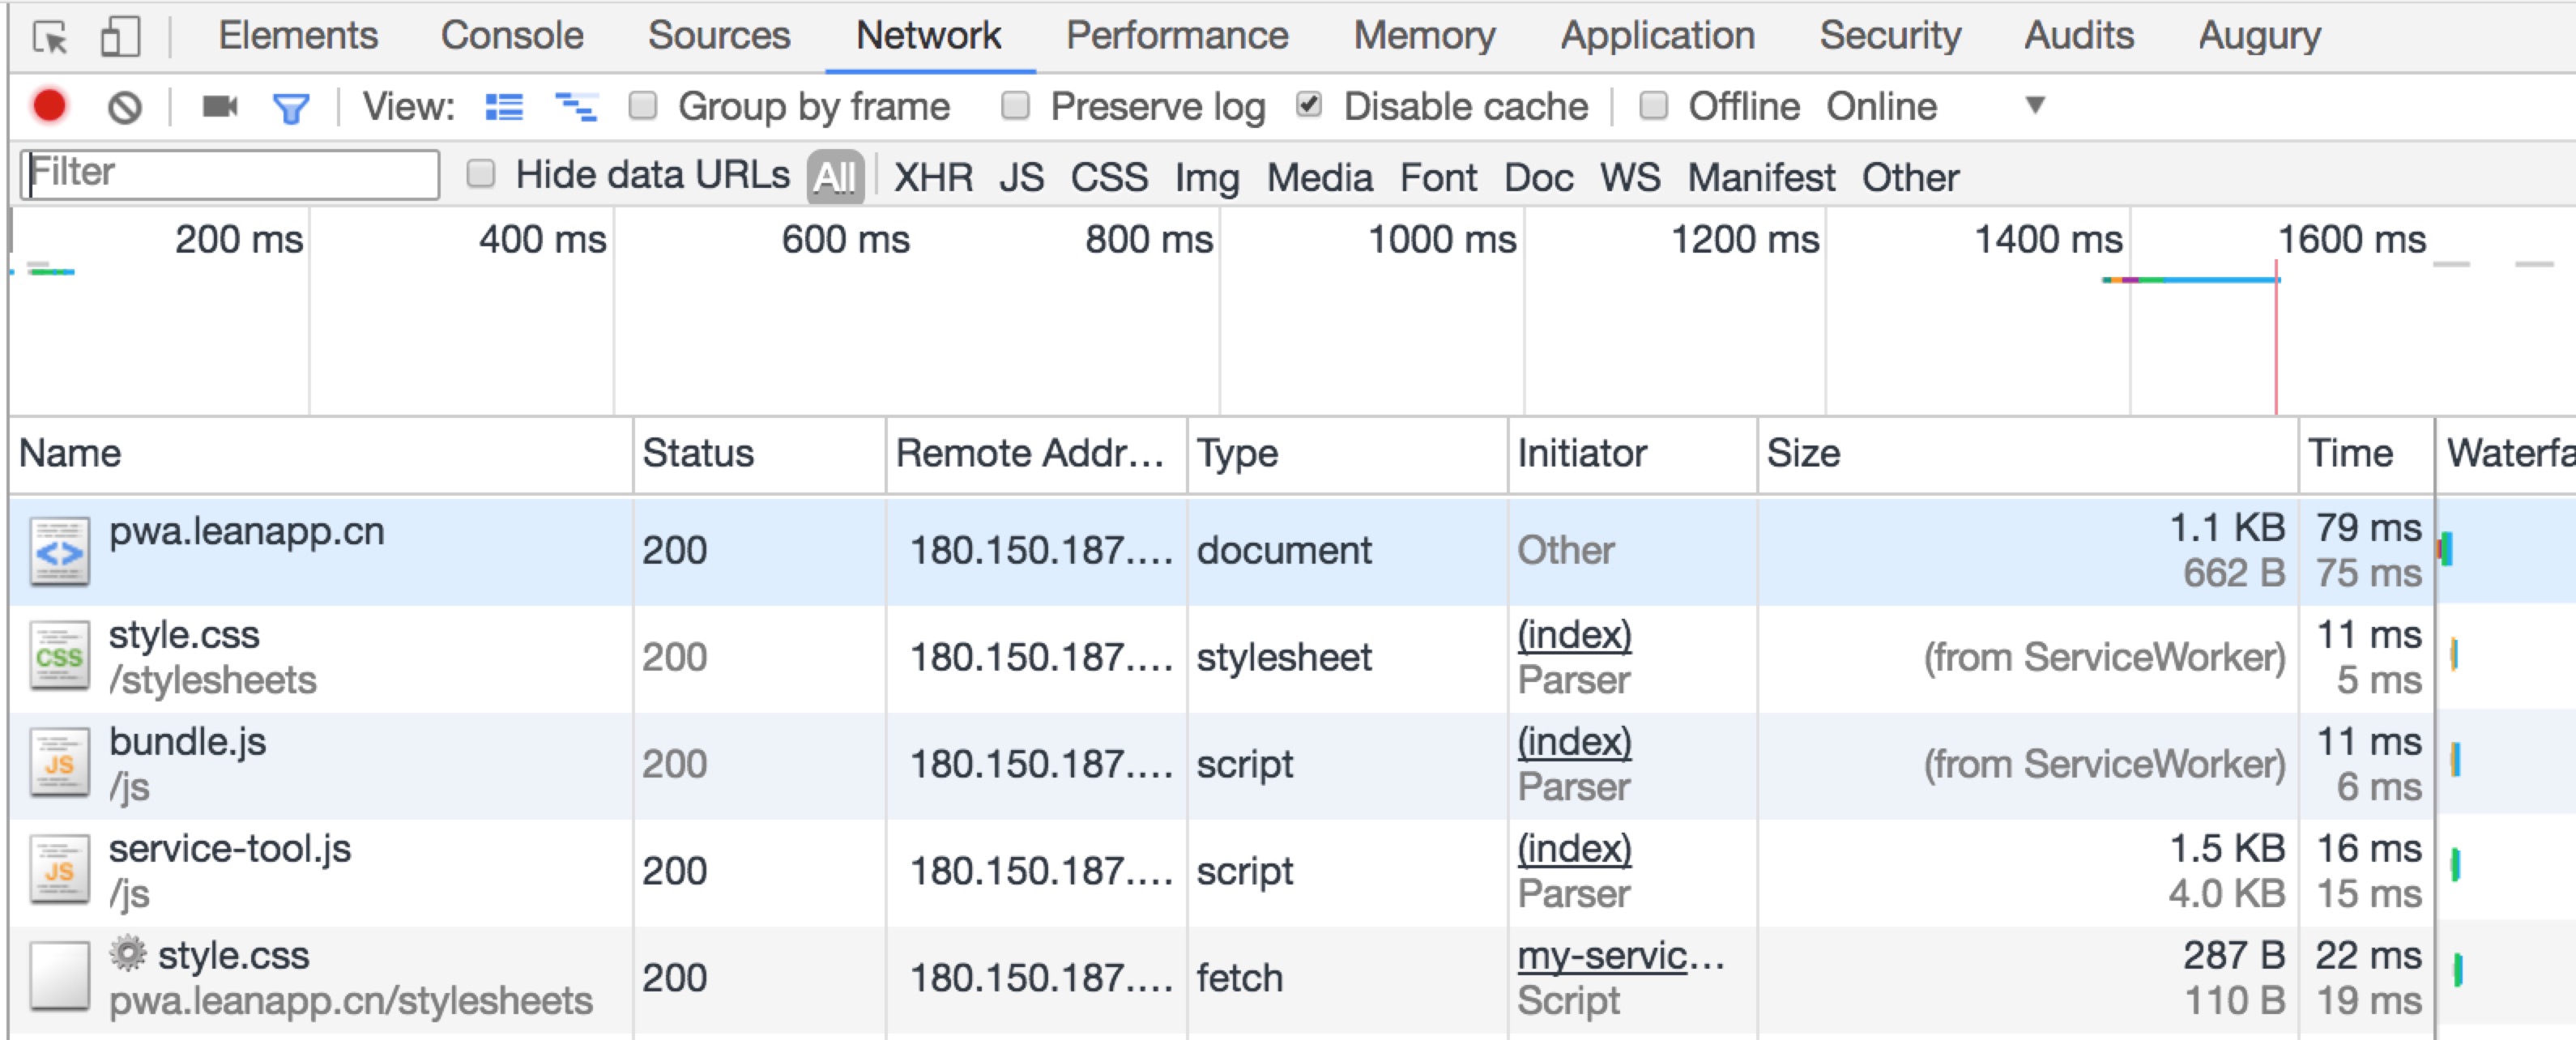 Elements Console Sources Network Performance Memory Application Security Audits Augury
View: Group by frame Preserve log Disable cache Offline Online
Filter Hide data URLs All XHR JS CSS Img Media Font Doc WS Manifest Other
200 ms 400 ms 600 ms 800 ms 1000 ms 1200 ms 1400 ms 1600 ms
Name Status Remote Addr... Type Initiator Size Time Waterfa
pwa.leanapp.cn 200 180.150.187.... document Other 1.1 KB 79 ms
662 B 75 ms
CSS style.css 200 180.150.187.... stylesheet (index) (from ServiceWorker) 11 ms
/stylesheets Parser 5 ms
JS bundle.js 200 180.150.187.... script (index) (from ServiceWorker) 11 ms
/js Parser 6 ms
JS service-tool.js 200 180.150.187.... script (index) 1.5 KB 16 ms
/js Parser 4.0 KB 15 ms
style.css 200 180.150.187.... fetch my-servic... 287 B 22 ms
pwa.leanapp.cn/stylesheets Script 110 B 19 ms